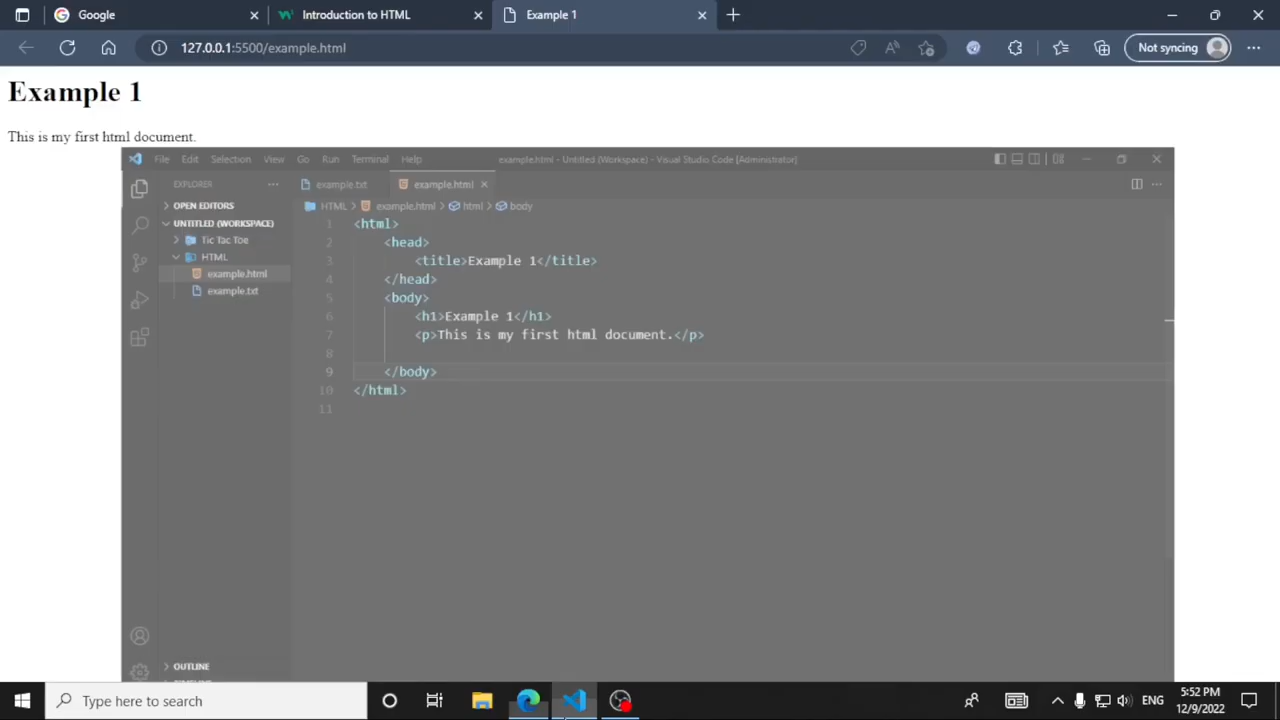 Google
Introduction to HTML
Example 1
127.0.0.1:5500/example.html
Not syncing
Example 1
This is my first html document.
File Edit Selection View Go Run Terminal Help
example.html - Untitled (Workspace) - Visual Studio Code [Administrator]
EXPLORER
example.txt
example.html
OPEN EDITORS
HTML > example.html > html > body
UNTITLED (WORKSPACE)
Tic Tac Toe
HTML
example.html
example.txt
1 <html>
2 <head>
3 <title>Example 1</title>
4 </head>
5 <body>
6 <h1>Example 1</h1>
7 <p>This is my first html document.</p>
8
9 </body>
10 </html>
11
OUTLINE
Type here to search
ENG
5:52 PM
12/9/2022